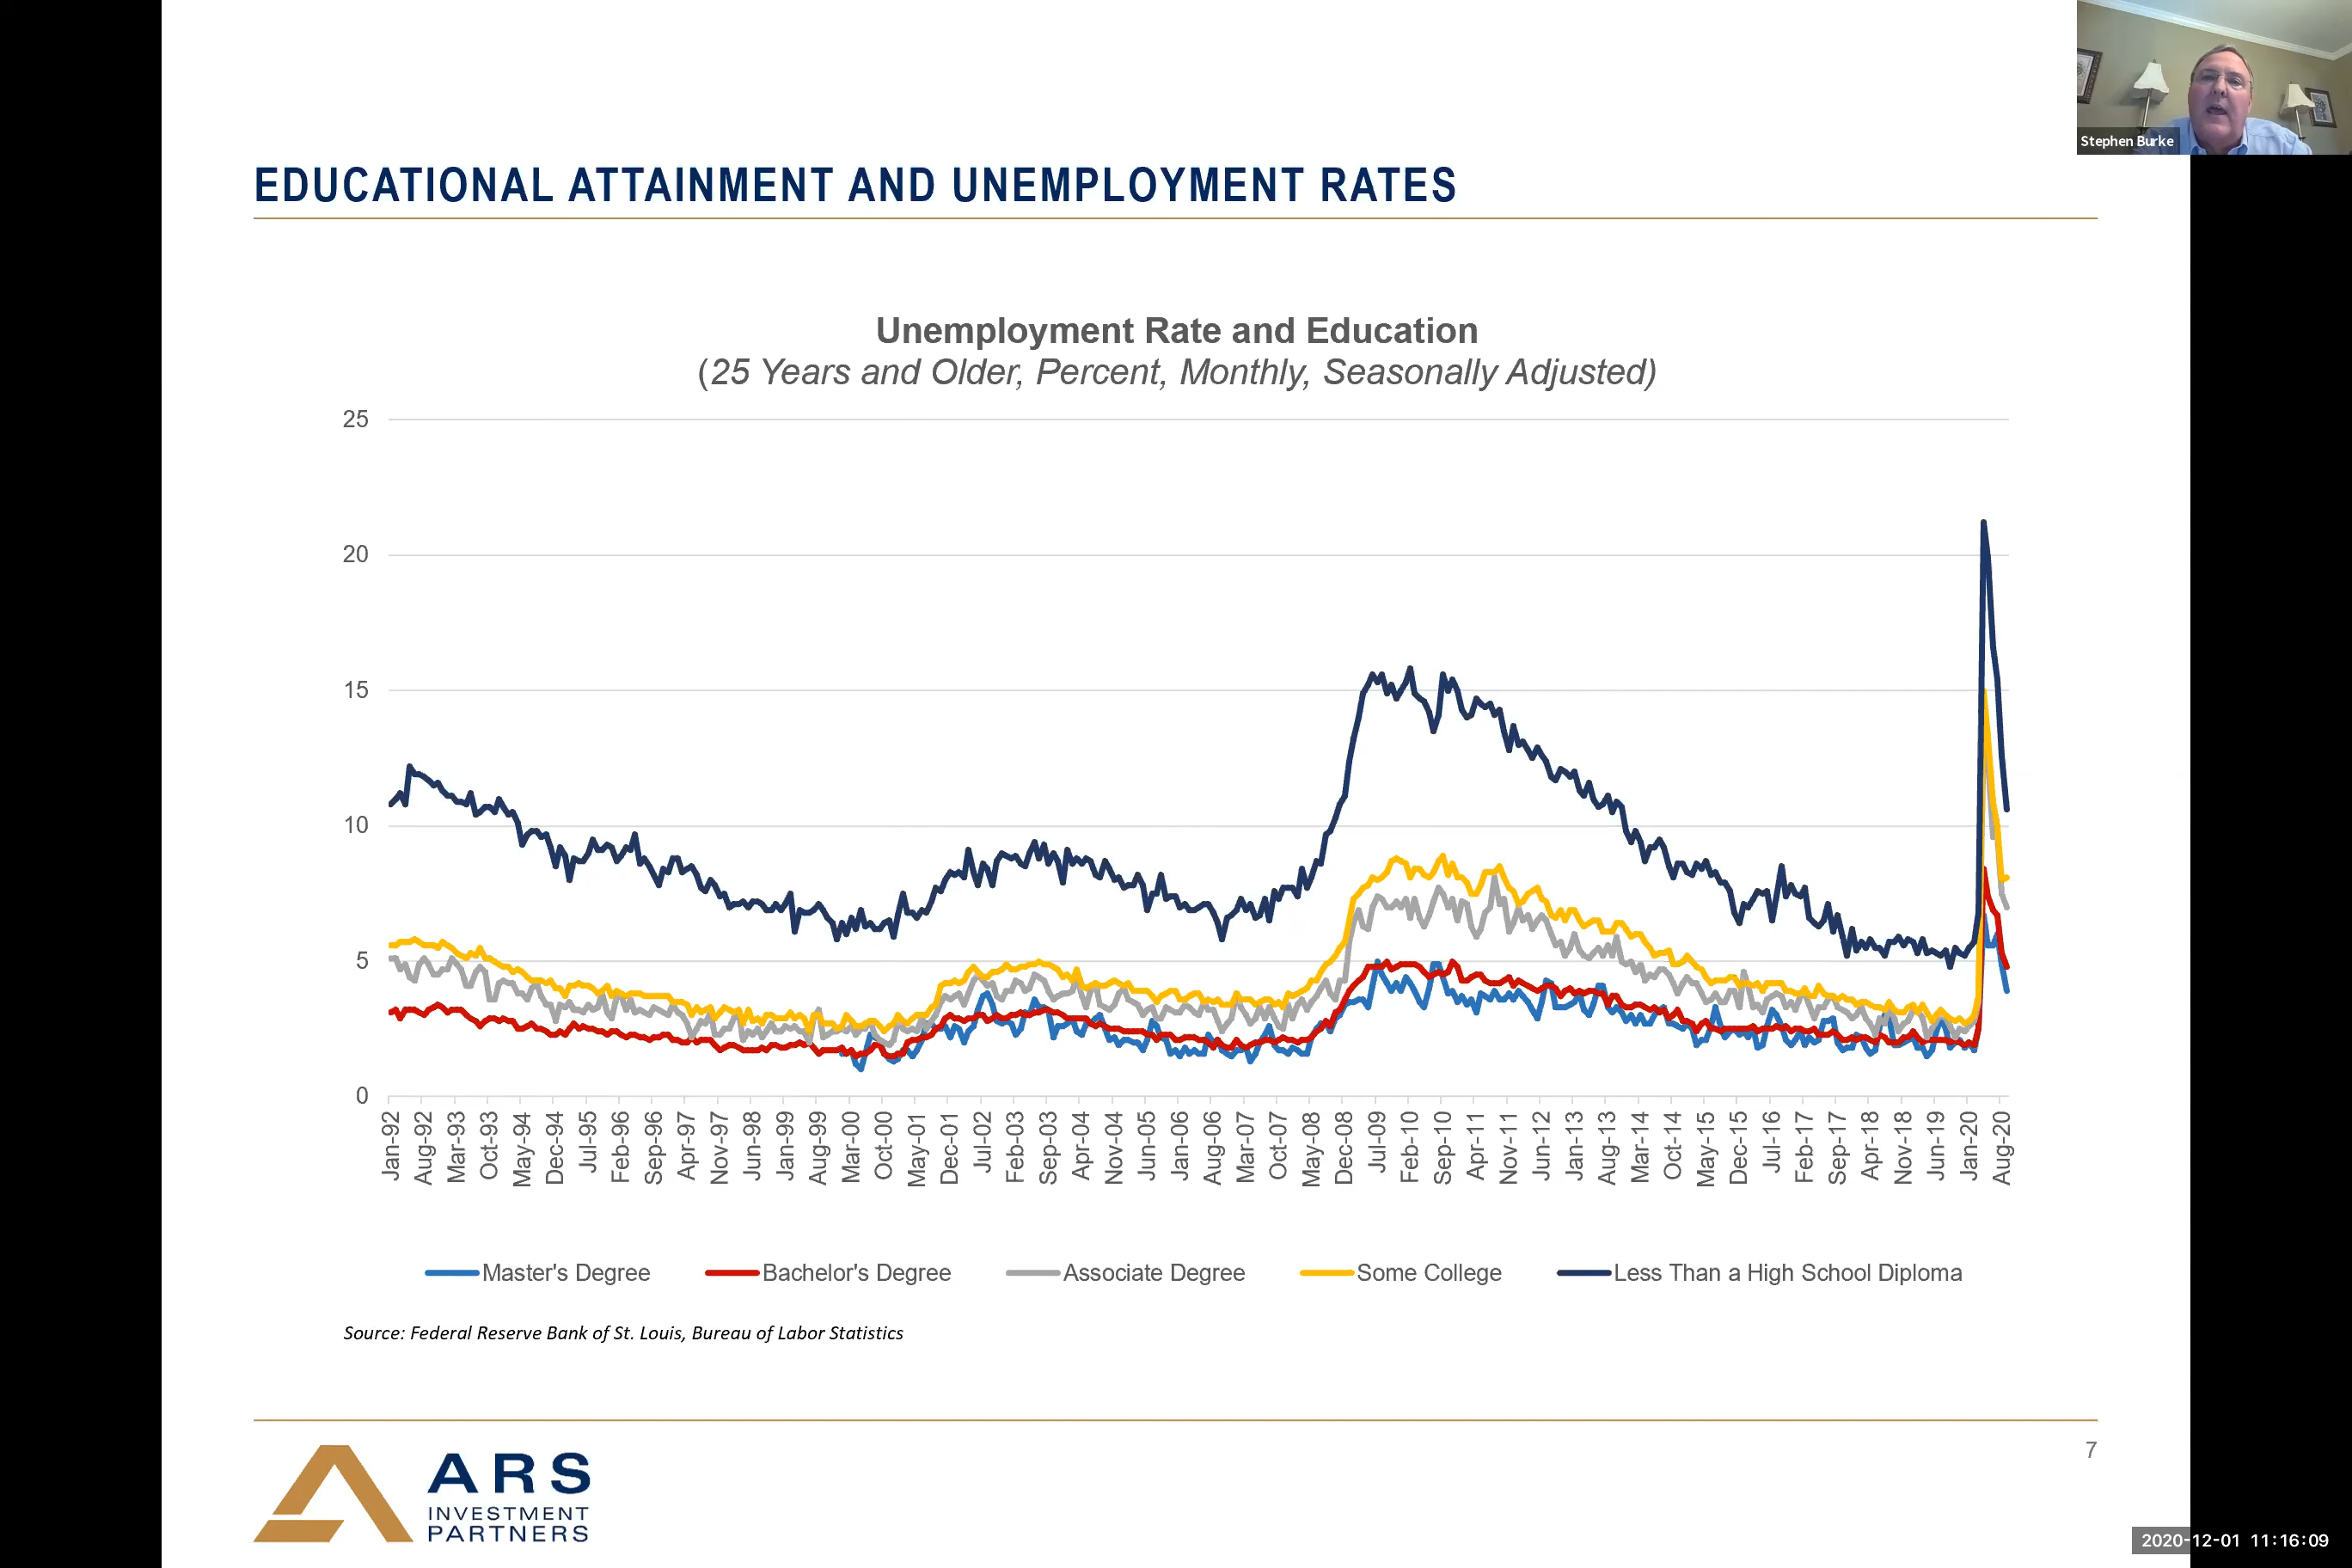 Stephen Burke
EDUCATIONAL ATTAINMENT AND UNEMPLOYMENT RATES
Unemployment Rate and Education
(25 Years and Older, Percent, Monthly, Seasonally Adjusted)
25
20
15
10
5
0
Jan-92
Aug-92
Mar-93
Oct-93
May-94
Dec-94
Jul-95
Feb-96
Sep-96
Apr-97
Nov-97
Jun-98
Jan-99
Aug-99
Mar-00
Oct-00
May-01
Dec-01
Jul-02
Feb-03
Sep-03
Apr-04
Nov-04
Jun-05
Jan-06
Aug-06
Mar-07
Oct-07
May-08
Dec-08
Jul-09
Feb-10
Sep-10
Apr-11
Nov-11
Jun-12
Jan-13
Aug-13
Mar-14
Oct-14
May-15
Dec-15
Jul-16
Feb-17
Sep-17
Apr-18
Nov-18
Jun-19
Jan-20
Aug-20
Master's Degree
Bachelor's Degree
Associate Degree
Some College
Less Than a High School Diploma
Source: Federal Reserve Bank of St. Louis, Bureau of Labor Statistics
7
ARS
INVESTMENT
PARTNERS
2020-12-01 11:16:09